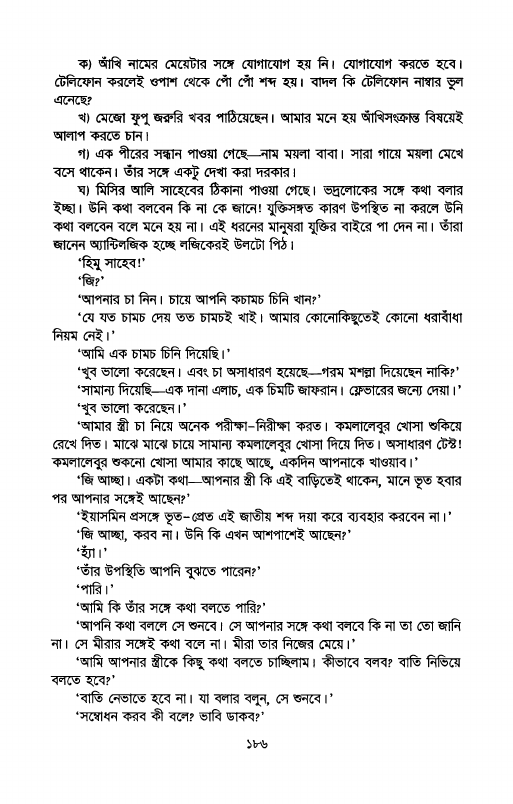 ক) আঁখি নামের মেয়েটার সঙ্গে যোগাযোগ হয় নি। যোগাযোগ করতে হবে।
টেলিফোন করলেই ওপাশ থেকে পোঁ পোঁ শব্দ হয়। বাদল কি টেলিফোন নাম্বার ভুল
এনেছে?
খ) মেজো ফুপু জরুরি খবর পাঠিয়েছেন। আমার মনে হয় আঁখিসংক্রান্ত বিষয়েই
আলাপ করতে চান।
গ) এক পীরের সন্ধান পাওয়া গেছে—নাম ময়লা বাবা। সারা গায়ে ময়লা মেখে
বসে থাকেন। তাঁর সঙ্গে একটু দেখা করা দরকার।
ঘ) মিসির আলি সাহেবের ঠিকানা পাওয়া গেছে। ভদ্রলোকের সঙ্গে কথা বলার
ইচ্ছা। উনি কথা বলবেন কি না কে জানে! যুক্তিসঙ্গত কারণ উপস্থিত না করলে উনি
কথা বলবেন বলে মনে হয় না। এই ধরনের মানুষরা যুক্তির বাইরে পা দেন না। তাঁরা
জানেন অ্যান্টিলজিক হচ্ছে লজিকেরই উলটো পিঠ।
‘হিমু সাহেব!’
‘জি?’
‘আপনার চা নিন। চায়ে আপনি কচামচ চিনি খান?’
‘যে যত চামচ দেয় তত চামচই খাই। আমার কোনোকিছুতেই কোনো ধরাবাঁধা
নিয়ম নেই।’
‘আমি এক চামচ চিনি দিয়েছি।’
‘খুব ভালো করেছেন। এবং চা অসাধারণ হয়েছে—গরম মশল্লা দিয়েছেন নাকি?’
‘সামান্য দিয়েছি—এক দানা এলাচ, এক চিমটি জাফরান। ফ্লেভারের জন্যে দেয়া।’
‘খুব ভালো করেছেন।’
‘আমার স্ত্রী চা নিয়ে অনেক পরীক্ষা-নিরীক্ষা করত। কমলালেবুর খোসা শুকিয়ে
রেখে দিত। মাঝে মাঝে চায়ে সামান্য কমলালেবুর খোসা দিয়ে দিত। অসাধারণ টেস্ট!
কমলালেবুর শুকনো খোসা আমার কাছে আছে, একদিন আপনাকে খাওয়াব।’
‘জি আচ্ছা। একটা কথা—আপনার স্ত্রী কি এই বাড়িতেই থাকেন, মানে ভূত হবার
পর আপনার সঙ্গেই আছেন?’
‘ইয়াসমিন প্রসঙ্গে ভূত-প্রেত এই জাতীয় শব্দ দয়া করে ব্যবহার করবেন না।’
‘জি আচ্ছা, করব না। উনি কি এখন আশপাশেই আছেন?’
‘হ্যাঁ।’
‘তাঁর উপস্থিতি আপনি বুঝতে পারেন?’
‘পারি।’
‘আমি কি তাঁর সঙ্গে কথা বলতে পারি?’
‘আপনি কথা বললে সে শুনবে। সে আপনার সঙ্গে কথা বলবে কি না তা তো জানি
না। সে মীরার সঙ্গেই কথা বলে না। মীরা তার নিজের মেয়ে।’
‘আমি আপনার স্ত্রীকে কিছু কথা বলতে চাচ্ছিলাম। কীভাবে বলব? বাতি নিভিয়ে
বলতে হবে?’
‘বাতি নেভাতে হবে না। যা বলার বলুন, সে শুনবে।’
‘সম্বোধন করব কী বলে? ভাবি ডাকব?’
১৮৬